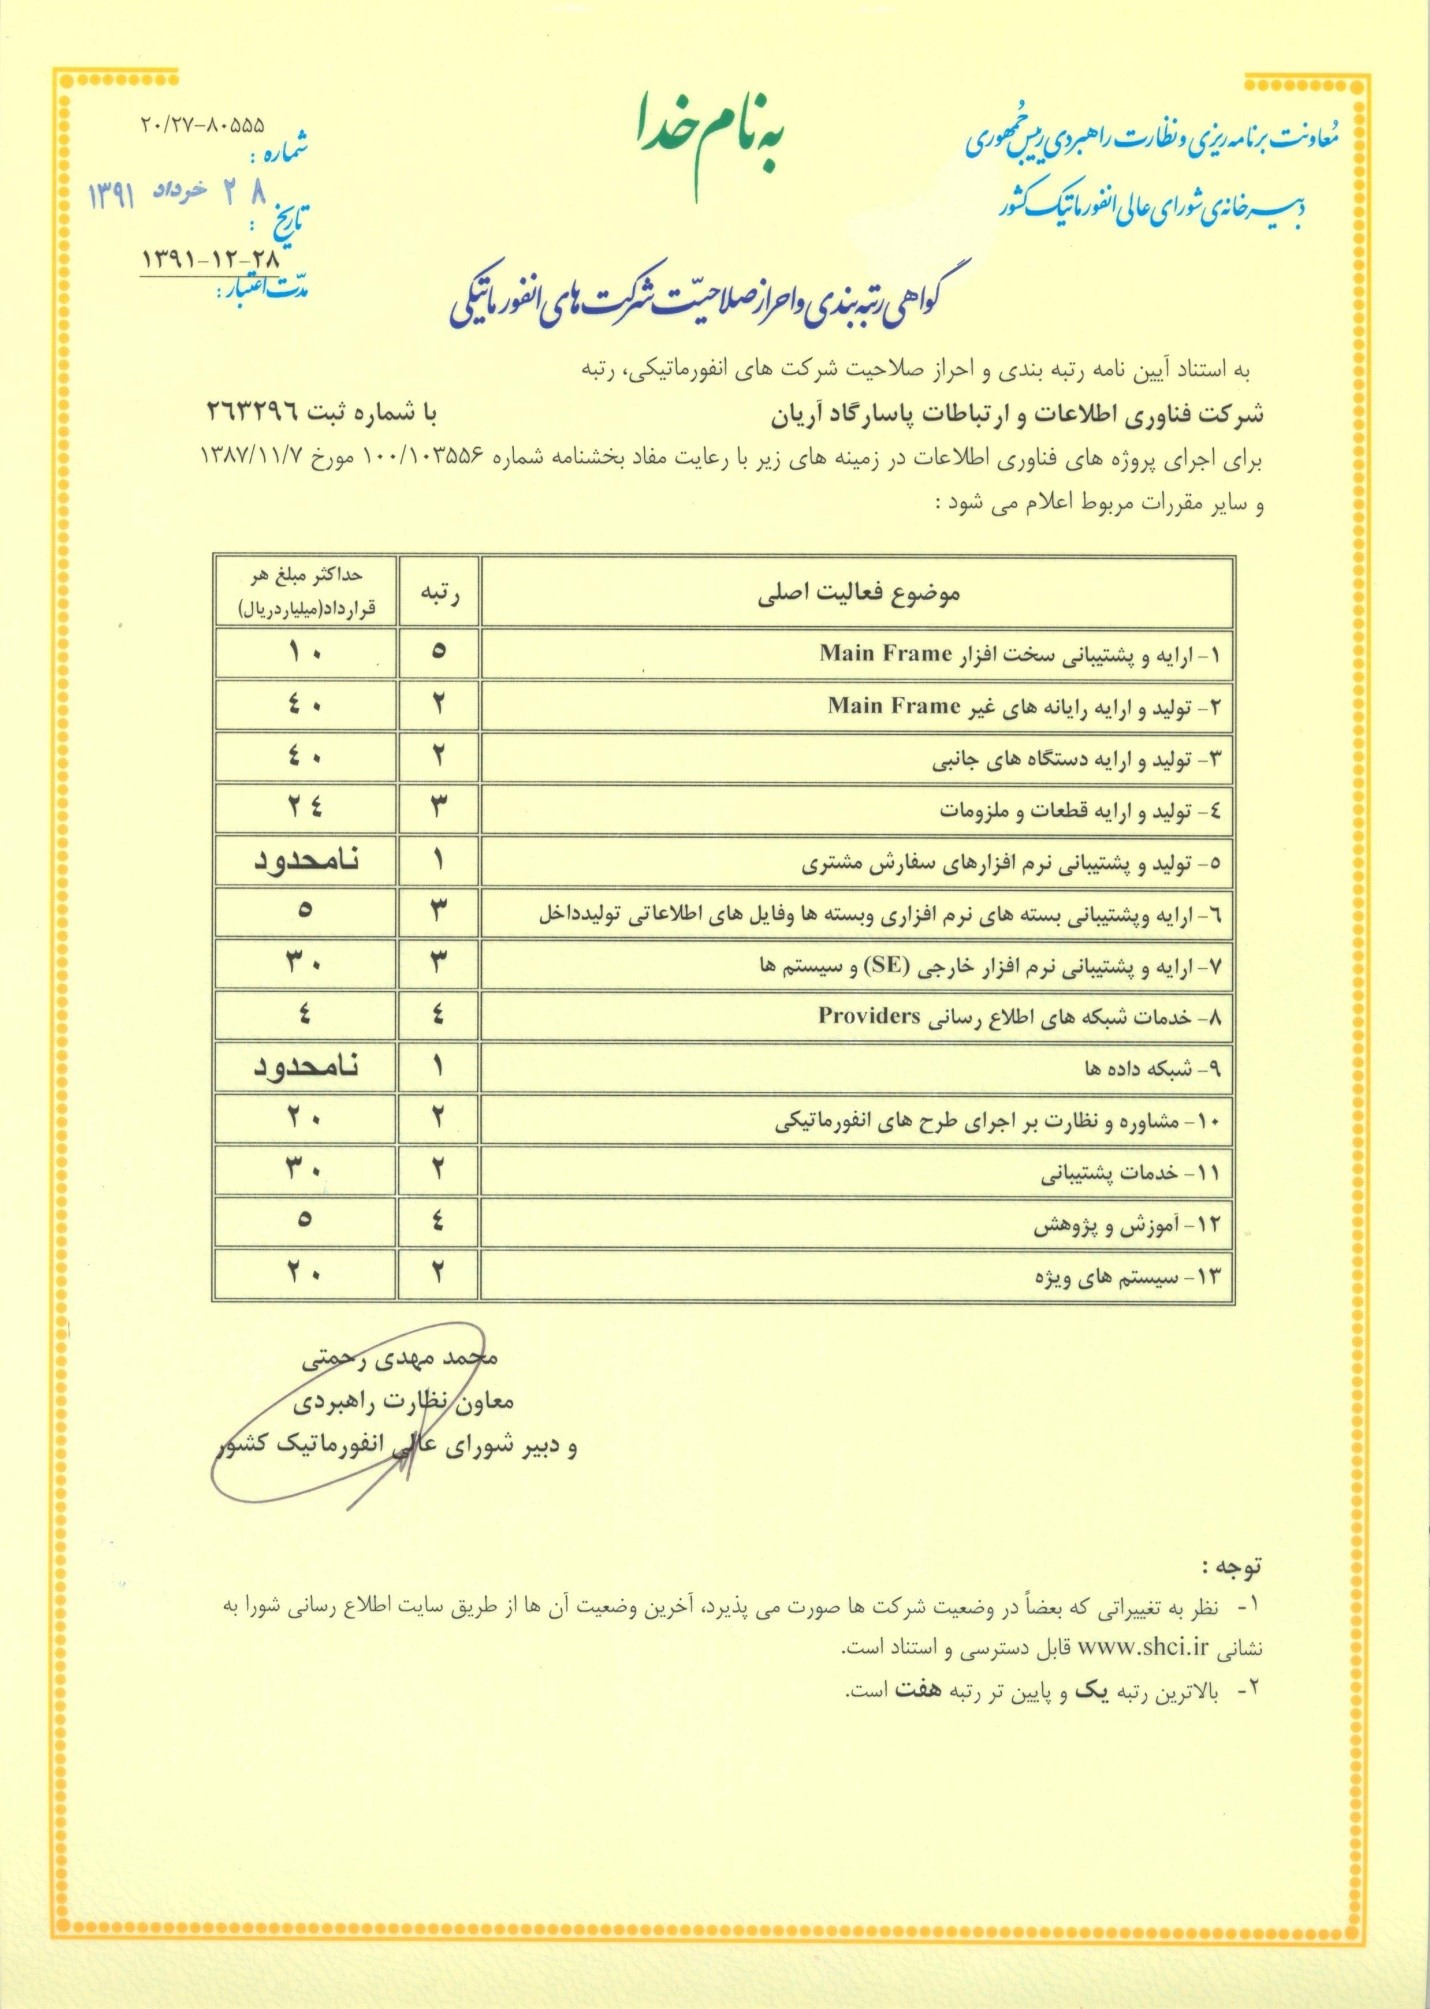 به نام خدا
معاونت برنامه ریزی و نظارت راهبردی رییس جمهوری
دبیرخانه‌ی شورای عالی انفورماتیک کشور
۲۰/۲۷-۸۰۵۵۵
شماره :
۲۸ خرداد ۱۳۹۱
تاریخ :
۱۳۹۱-۱۲-۲۸
مدّت اعتبار :
گواهی رتبه بندی و احراز صلاحیّت شرکت های انفورماتیکی
به استناد آیین نامه رتبه بندی و احراز صلاحیت شرکت های انفورماتیکی، رتبه
شرکت فناوری اطلاعات و ارتباطات پاسارگاد آریان با شماره ثبت ۲۶۳۲۹۶
برای اجرای پروژه های فناوری اطلاعات در زمینه های زیر با رعایت مفاد بخشنامه شماره ۱۰۰/۱۰۳۵۵۶ مورخ ۱۳۸۷/۱۱/۷
و سایر مقررات مربوط اعلام می شود :
موضوع فعالیت اصلی رتبه حداکثر مبلغ هر
قرارداد(میلیاردریال)
۱- ارایه و پشتیبانی سخت افزار Main Frame ۵ ۱۰
۲- تولید و ارایه رایانه های غیر Main Frame ۲ ٤۰
۳- تولید و ارایه دستگاه های جانبی ۲ ٤۰
٤- تولید و ارایه قطعات و ملزومات ۳ ۲٤
۵- تولید و پشتیبانی نرم افزارهای سفارش مشتری ۱ نامحدود
٦- ارایه وپشتیبانی بسته های نرم افزاری وبسته ها وفایل های اطلاعاتی تولیدداخل ۳ ۵
۷- ارایه و پشتیبانی نرم افزار خارجی (SE) و سیستم ها ۳ ۳۰
۸- خدمات شبکه های اطلاع رسانی Providers ٤ ٤
۹- شبکه داده ها ۱ نامحدود
۱۰- مشاوره و نظارت بر اجرای طرح های انفورماتیکی ۲ ۲۰
۱۱- خدمات پشتیبانی ۲ ۳۰
۱۲- آموزش و پژوهش ٤ ۵
۱۳- سیستم های ویژه ۲ ۲۰
محمد مهدی رحمتی
معاون نظارت راهبردی
و دبیر شورای عالی انفورماتیک کشور
توجه :
۱- نظر به تغییراتی که بعضاً در وضعیت شرکت ها صورت می پذیرد، آخرین وضعیت آن ها از طریق سایت اطلاع رسانی شورا به
نشانی www.shci.ir قابل دسترسی و استناد است.
۲- بالاترین رتبه یک و پایین تر رتبه هفت است.